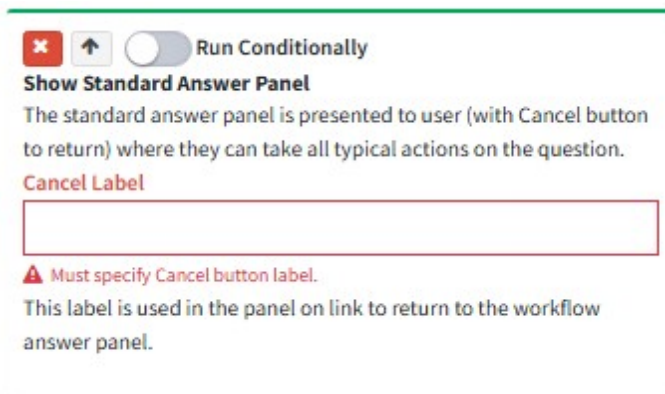 Run Conditionally
Show Standard Answer Panel
The standard answer panel is presented to user (with Cancel button
to return) where they can take all typical actions on the question.
Cancel Label
Must specify Cancel button label.
This label is used in the panel on link to return to the workflow
answer panel.